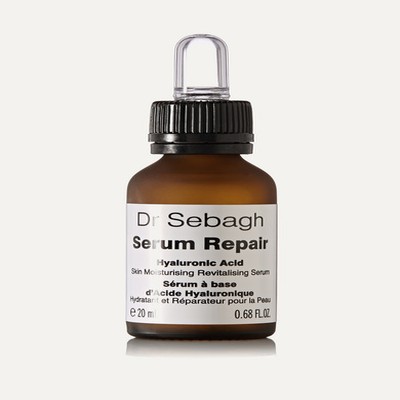 Dr Sebagh
Serum Repair
Hyaluronic Acid
Skin Moisturising Revitalising Serum
Sérum à base
d'Acide Hyaluronique
Hydratant et Réparateur pour la Peau
℮ 20 ml 0.68 FL.OZ.